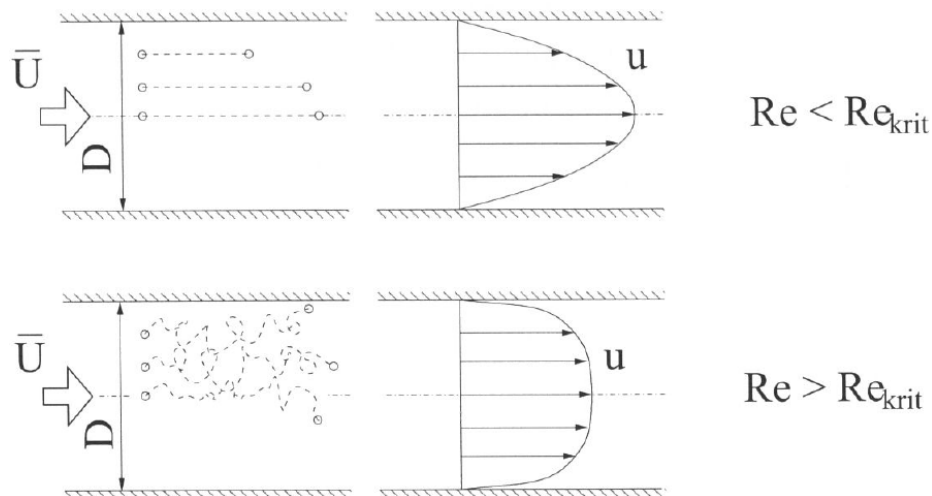 U̅
D
u
Re < Re_krit
U̅
D
u
Re > Re_krit